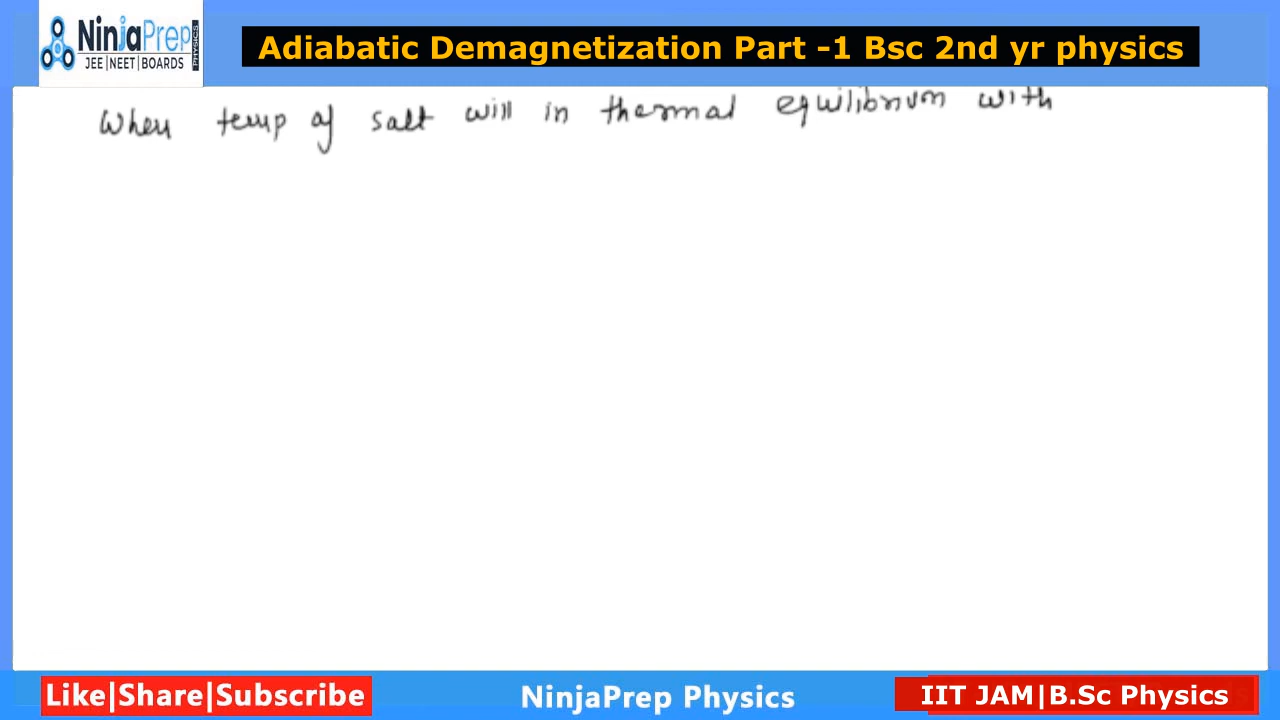 NinjaPrep
PHYSICS
JEE|NEET|BOARDS
Adiabatic Demagnetization Part -1 Bsc 2nd yr physics
When temp of salt will in thermal equilibrium with
Like|Share|Subscribe
NinjaPrep Physics
IIT JAM|B.Sc Physics